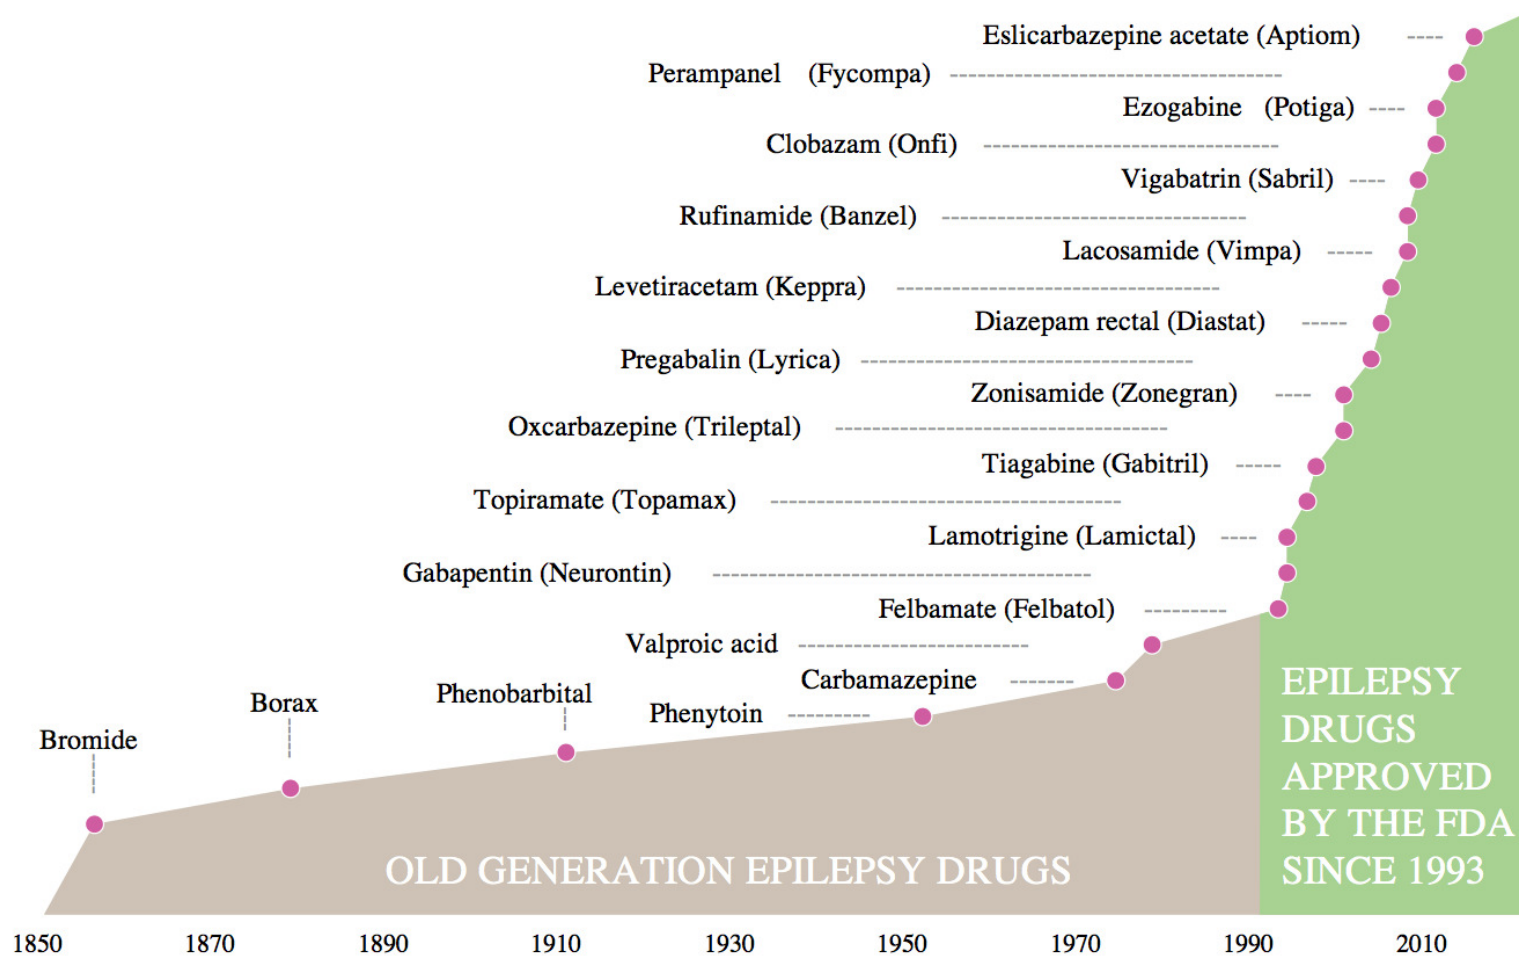 Eslicarbazepine acetate (Aptiom)
Perampanel (Fycompa)
Ezogabine (Potiga)
Clobazam (Onfi)
Vigabatrin (Sabril)
Rufinamide (Banzel)
Lacosamide (Vimpa)
Levetiracetam (Keppra)
Diazepam rectal (Diastat)
Pregabalin (Lyrica)
Zonisamide (Zonegran)
Oxcarbazepine (Trileptal)
Tiagabine (Gabitril)
Topiramate (Topamax)
Lamotrigine (Lamictal)
Gabapentin (Neurontin)
Felbamate (Felbatol)
Valproic acid
Carbamazepine
Phenobarbital
Borax
Phenytoin
Bromide
EPILEPSY
DRUGS
APPROVED
BY THE FDA
SINCE 1993
OLD GENERATION EPILEPSY DRUGS
1850 1870 1890 1910 1930 1950 1970 1990 2010